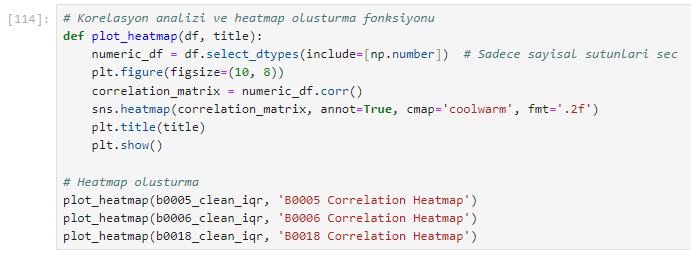 [114]: # Korelasyon analizi ve heatmap olusturma fonksiyonu
def plot_heatmap(df, title):
    numeric_df = df.select_dtypes(include=[np.number])  # Sadece sayisal sutunlari sec
    plt.figure(figsize=(10, 8))
    correlation_matrix = numeric_df.corr()
    sns.heatmap(correlation_matrix, annot=True, cmap='coolwarm', fmt='.2f')
    plt.title(title)
    plt.show()

# Heatmap olusturma
plot_heatmap(b0005_clean_iqr, 'B0005 Correlation Heatmap')
plot_heatmap(b0006_clean_iqr, 'B0006 Correlation Heatmap')
plot_heatmap(b0018_clean_iqr, 'B0018 Correlation Heatmap')